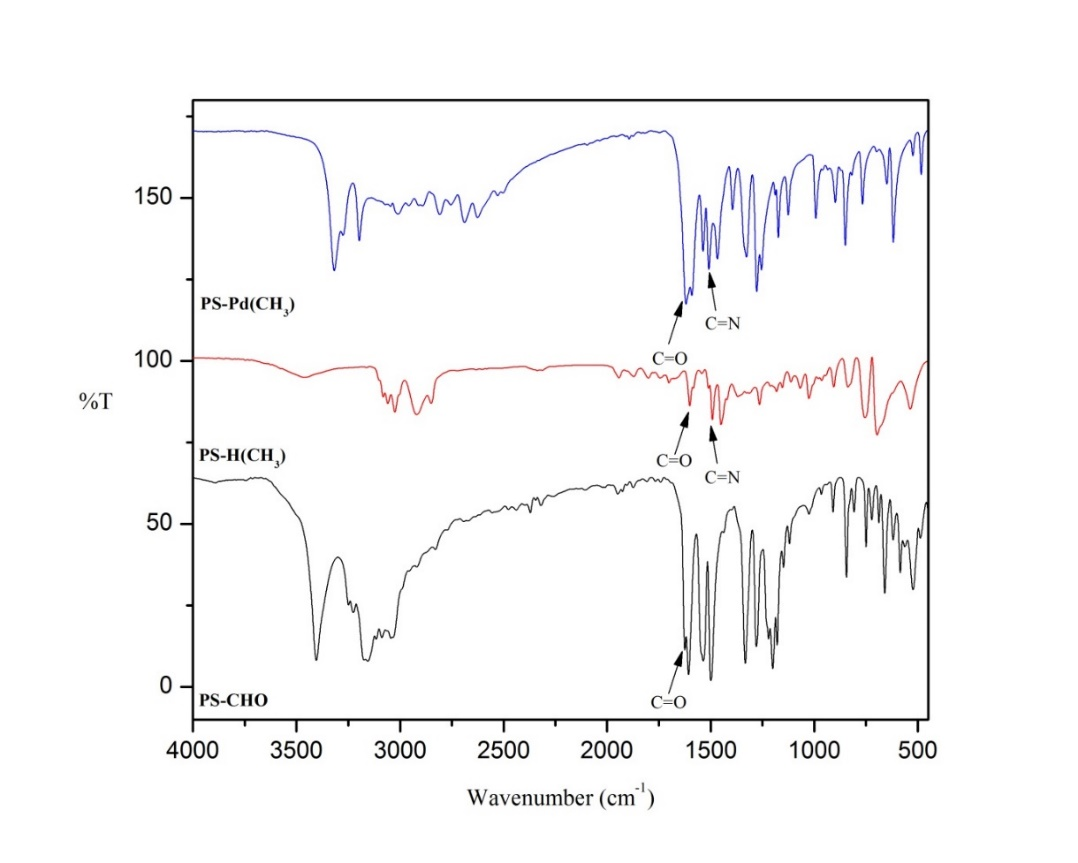 150
PS-Pd(CH₃)
C=N
C=O
100
%T
PS-H(CH₃)
C=O
C=N
50
0
PS-CHO
C=O
4000 3500 3000 2500 2000 1500 1000 500
Wavenumber (cm⁻¹)